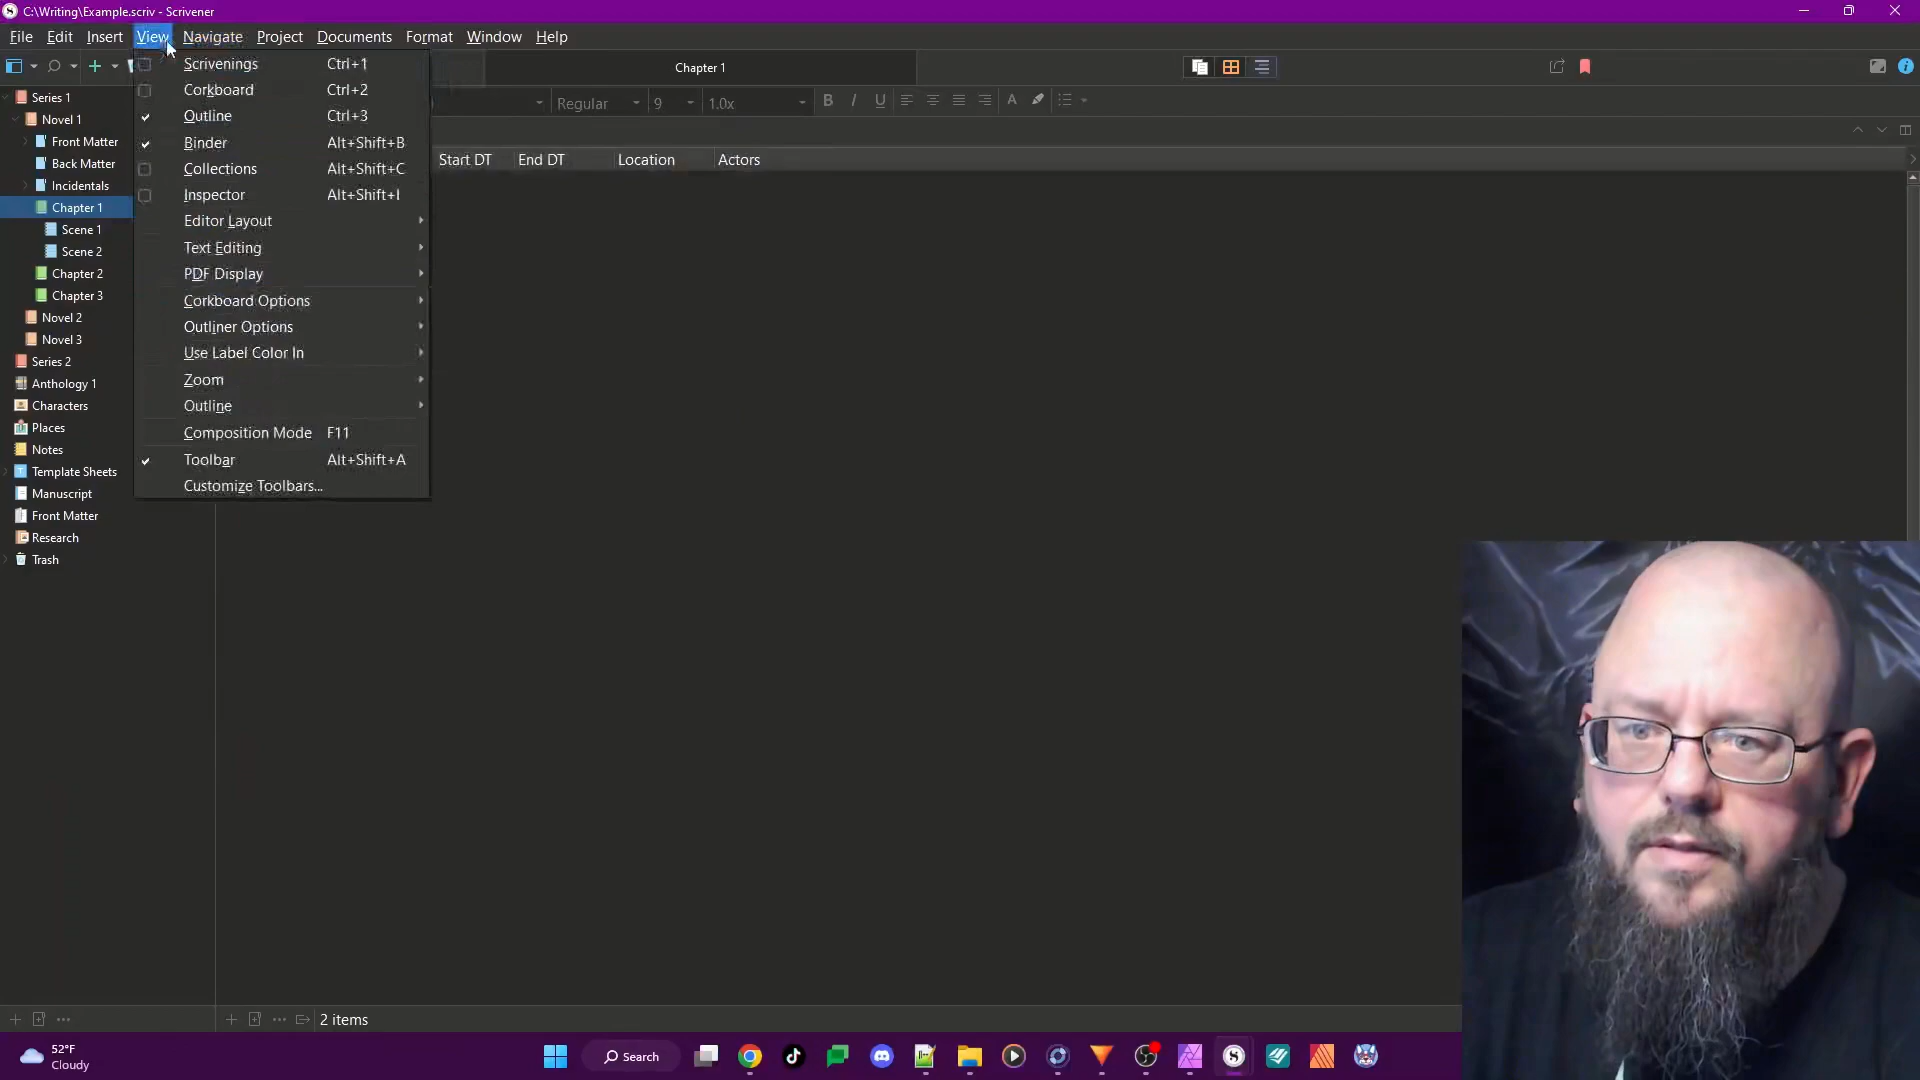 C:\Writing\Example.scriv - Scrivener
File Edit Insert View Navigate Project Documents Format Window Help
Chapter 1
Regular 9 1.0x B I U A
Start DT End DT Location Actors
Scrivenings Ctrl+1
Corkboard Ctrl+2
Outline Ctrl+3
Binder Alt+Shift+B
Collections Alt+Shift+C
Inspector Alt+Shift+I
Editor Layout
Text Editing
PDF Display
Corkboard Options
Outliner Options
Use Label Color In
Zoom
Outline
Composition Mode F11
Toolbar Alt+Shift+A
Customize Toolbars...
Series 1
Novel 1
Front Matter
Back Matter
Incidentals
Chapter 1
Scene 1
Scene 2
Chapter 2
Chapter 3
Novel 2
Novel 3
Series 2
Anthology 1
Characters
Places
Notes
Template Sheets
Manuscript
Front Matter
Research
Trash
2 items
52°F
Cloudy
Search